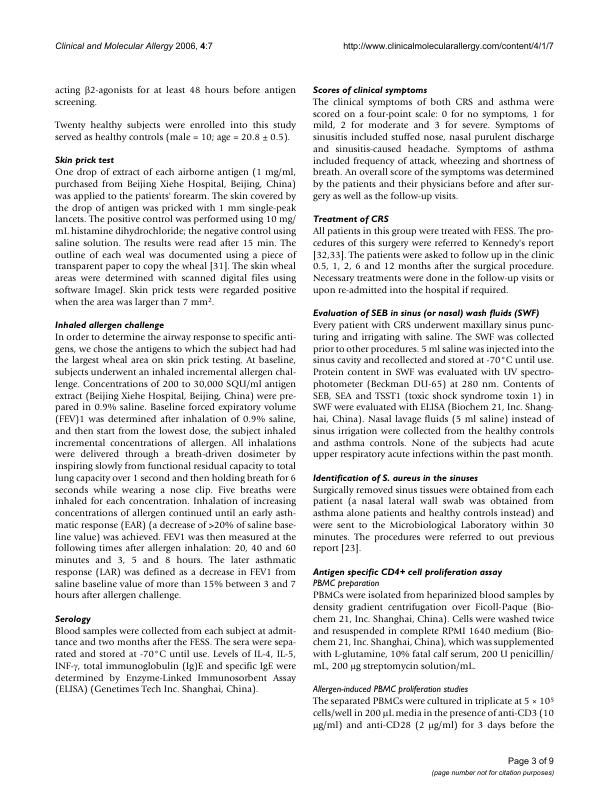 Clinical and Molecular Allergy 2006, 4:7
http://www.clinicalmolecularallergy.com/content/4/1/7
acting β2-agonists for at least 48 hours before antigen
screening.
Twenty healthy subjects were enrolled into this study
served as healthy controls (male = 10; age = 20.8 ± 0.5).
Skin prick test
One drop of extract of each airborne antigen (1 mg/ml,
purchased from Beijing Xiehe Hospital, Beijing, China)
was applied to the patients' forearm. The skin covered by
the drop of antigen was pricked with 1 mm single-peak
lancets. The positive control was performed using 10 mg/
mL histamine dihydrochloride; the negative control using
saline solution. The results were read after 15 min. The
outline of each weal was documented using a piece of
transparent paper to copy the wheal [31]. The skin wheal
areas were determined with scanned digital files using
software ImageJ. Skin prick tests were regarded positive
when the area was larger than 7 mm².
Inhaled allergen challenge
In order to determine the airway response to specific anti-
gens, we chose the antigens to which the subject had had
the largest wheal area on skin prick testing. At baseline,
subjects underwent an inhaled incremental allergen chal-
lenge. Concentrations of 200 to 30,000 SQU/ml antigen
extract (Beijing Xiehe Hospital, Beijing, China) were pre-
pared in 0.9% saline. Baseline forced expiratory volume
(FEV)1 was determined after inhalation of 0.9% saline,
and then start from the lowest dose, the subject inhaled
incremental concentrations of allergen. All inhalations
were delivered through a breath-driven dosimeter by
inspiring slowly from functional residual capacity to total
lung capacity over 1 second and then holding breath for 6
seconds while wearing a nose clip. Five breaths were
inhaled for each concentration. Inhalation of increasing
concentrations of allergen continued until an early asth-
matic response (EAR) (a decrease of >20% of saline base-
line value) was achieved. FEV1 was then measured at the
following times after allergen inhalation: 20, 40 and 60
minutes and 3, 5 and 8 hours. The later asthmatic
response (LAR) was defined as a decrease in FEV1 from
saline baseline value of more than 15% between 3 and 7
hours after allergen challenge.
Serology
Blood samples were collected from each subject at admit-
tance and two months after the FESS. The sera were sepa-
rated and stored at -70°C until use. Levels of IL-4, IL-5,
INF-γ, total immunoglobulin (Ig)E and specific IgE were
determined by Enzyme-Linked Immunosorbent Assay
(ELISA) (Genetimes Tech Inc. Shanghai, China).
Scores of clinical symptoms
The clinical symptoms of both CRS and asthma were
scored on a four-point scale: 0 for no symptoms, 1 for
mild, 2 for moderate and 3 for severe. Symptoms of
sinusitis included stuffed nose, nasal purulent discharge
and sinusitis-caused headache. Symptoms of asthma
included frequency of attack, wheezing and shortness of
breath. An overall score of the symptoms was determined
by the patients and their physicians before and after sur-
gery as well as the follow-up visits.
Treatment of CRS
All patients in this group were treated with FESS. The pro-
cedures of this surgery were referred to Kennedy's report
[32,33]. The patients were asked to follow up in the clinic
0.5, 1, 2, 6 and 12 months after the surgical procedure.
Necessary treatments were done in the follow-up visits or
upon re-admitted into the hospital if required.
Evaluation of SEB in sinus (or nasal) wash fluids (SWF)
Every patient with CRS underwent maxillary sinus punc-
turing and irrigating with saline. The SWF was collected
prior to other procedures. 5 ml saline was injected into the
sinus cavity and recollected and stored at -70°C until use.
Protein content in SWF was evaluated with UV spectro-
photometer (Beckman DU-65) at 280 nm. Contents of
SEB, SEA and TSST1 (toxic shock syndrome toxin 1) in
SWF were evaluated with ELISA (Biochem 21, Inc. Shang-
hai, China). Nasal lavage fluids (5 ml saline) instead of
sinus irrigation were collected from the healthy controls
and asthma controls. None of the subjects had acute
upper respiratory acute infections within the past month.
Identification of S. aureus in the sinuses
Surgically removed sinus tissues were obtained from each
patient (a nasal lateral wall swab was obtained from
asthma alone patients and healthy controls instead) and
were sent to the Microbiological Laboratory within 30
minutes. The procedures were referred to out previous
report [23].
Antigen specific CD4+ cell proliferation assay
PBMC preparation
PBMCs were isolated from heparinized blood samples by
density gradient centrifugation over Ficoll-Paque (Bio-
chem 21, Inc. Shanghai, China). Cells were washed twice
and resuspended in complete RPMI 1640 medium (Bio-
chem 21, Inc. Shanghai, China), which was supplemented
with L-glutamine, 10% fatal calf serum, 200 U penicillin/
mL, 200 μg streptomycin solution/mL.
Allergen-induced PBMC proliferation studies
The separated PBMCs were cultured in triplicate at 5 × 10⁵
cells/well in 200 μL media in the presence of anti-CD3 (10
μg/ml) and anti-CD28 (2 μg/ml) for 3 days before the
Page 3 of 9
(page number not for citation purposes)